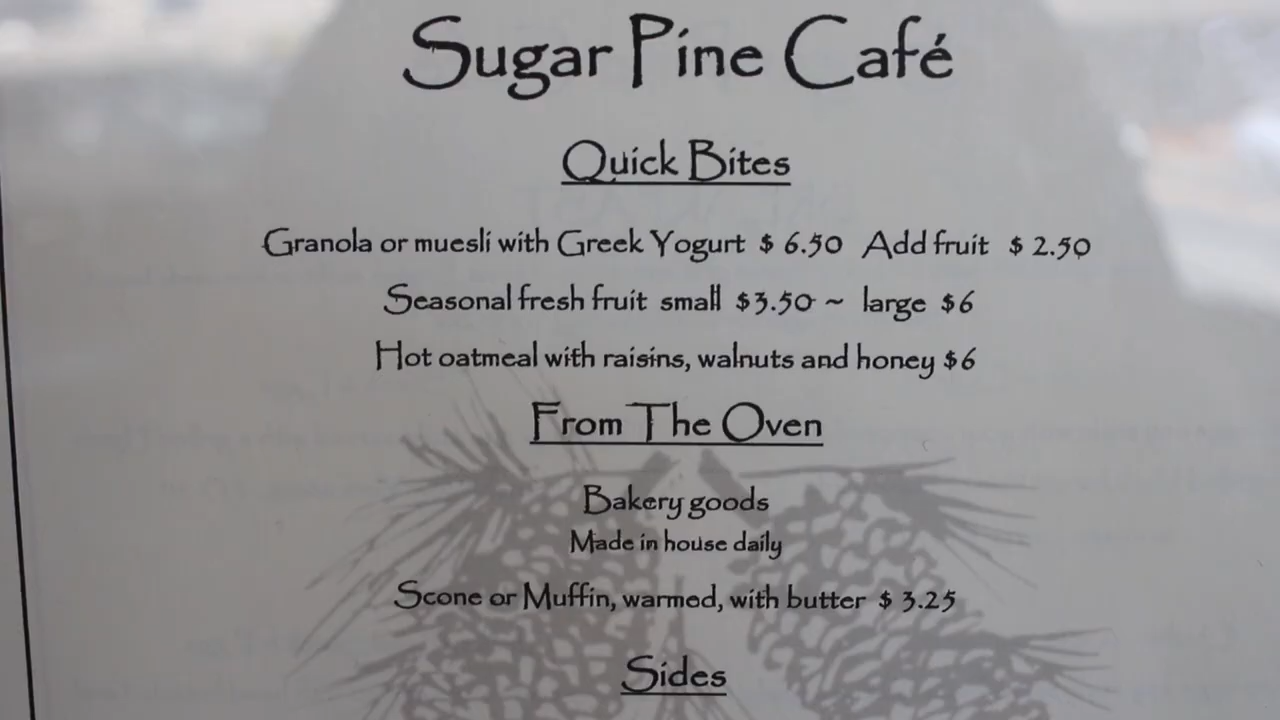 Sugar Pine Café
Quick Bites
Granola or muesli with Greek Yogurt $ 6.50 Add fruit $ 2.50
Seasonal fresh fruit small $3.50 ~ large $6
Hot oatmeal with raisins, walnuts and honey $6
From The Oven
Bakery goods
Made in house daily
Scone or Muffin, warmed, with butter $ 3.25
Sides